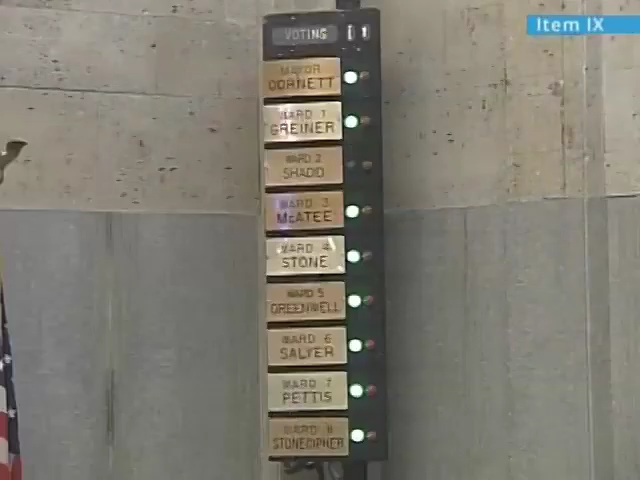 Item IX
VOTING
MAYOR
CORNETT
WARD 1
GREINER
WARD 2
SHADID
WARD 3
McATEE
WARD 4
STONE
WARD 5
GREENWELL
WARD 6
SALYER
WARD 7
PETTIS
WARD 8
STONECIPHER